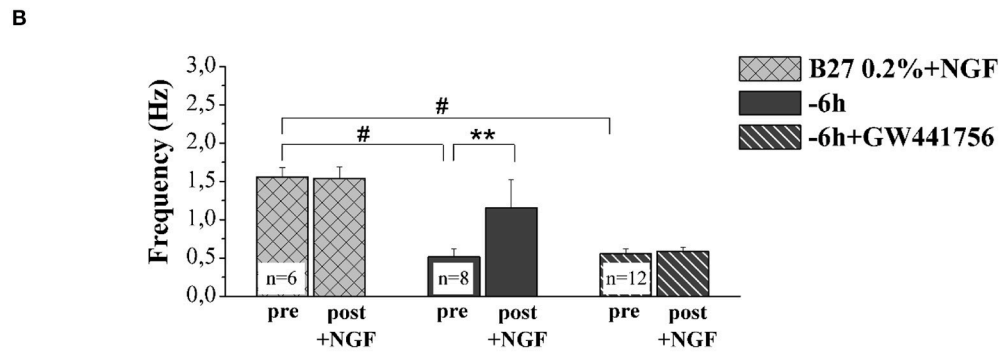 B
Frequency (Hz)
3,0
2,5
2,0
1,5
1,0
0,5
0,0
#
#
**
n=6
n=8
n=12
pre
post
+NGF
pre
post
+NGF
pre
post
+NGF
B27 0.2%+NGF
-6h
-6h+GW441756